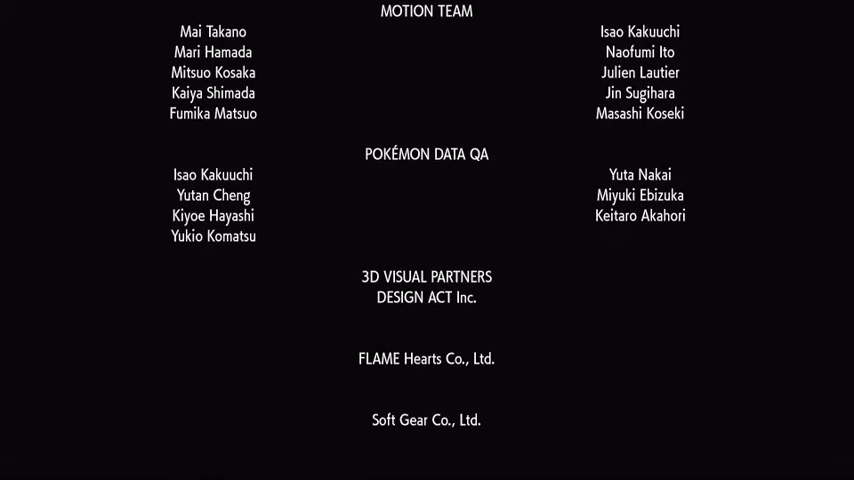 MOTION TEAM
Mai Takano
Isao Kakuuchi
Mari Hamada
Naofumi Ito
Mitsuo Kosaka
Julien Lautier
Kaiya Shimada
Jin Sugihara
Fumika Matsuo
Masashi Koseki
POKÉMON DATA QA
Isao Kakuuchi
Yuta Nakai
Yutan Cheng
Miyuki Ebizuka
Kiyoe Hayashi
Keitaro Akahori
Yukio Komatsu
3D VISUAL PARTNERS
DESIGN ACT Inc.
FLAME Hearts Co., Ltd.
Soft Gear Co., Ltd.